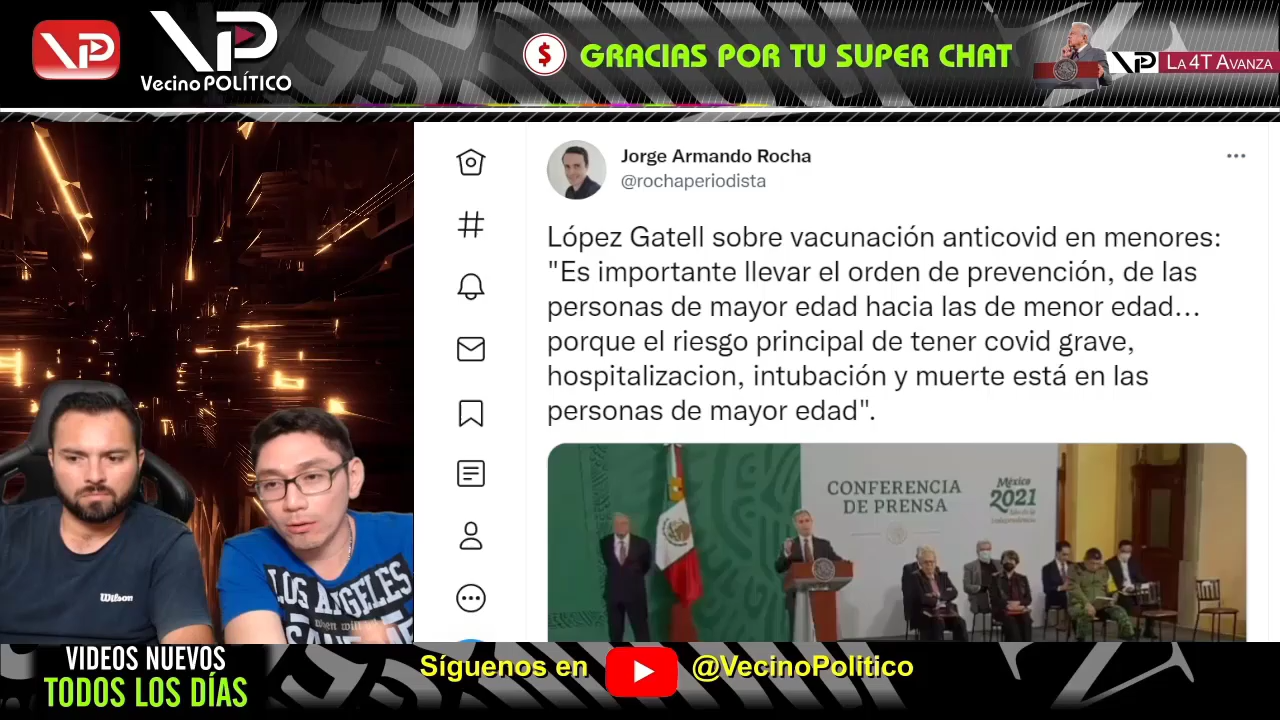 VP
VP
Vecino POLÍTICO
$ GRACIAS POR TU SUPER CHAT
VP LA 4T AVANZA
Jorge Armando Rocha
@rochaperiodista
López Gatell sobre vacunación anticovid en menores:
"Es importante llevar el orden de prevención, de las
personas de mayor edad hacia las de menor edad...
porque el riesgo principal de tener covid grave,
hospitalizacion, intubación y muerte está en las
personas de mayor edad".
CONFERENCIA
DE PRENSA
México
2021
Wilson
LOS ANGELES
VIDEOS NUEVOS
TODOS LOS DÍAS
Síguenos en
@VecinoPolitico